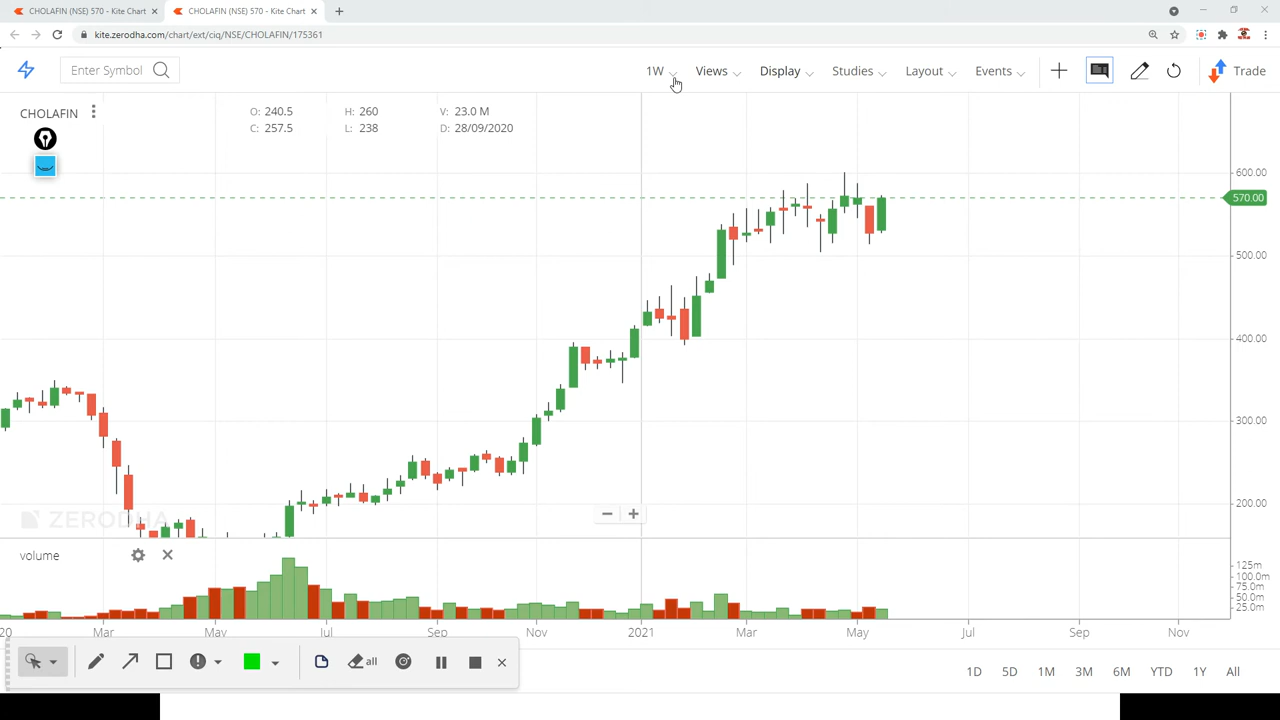 CHOLAFIN (NSE) 570 - Kite Chart
CHOLAFIN (NSE) 570 - Kite Chart
kite.zerodha.com/chart/ext/ciq/NSE/CHOLAFIN/175361
Enter Symbol
1W Views Display Studies Layout Events Trade
CHOLAFIN
O: 240.5 H: 260 V: 23.0 M
C: 257.5 L: 238 D: 28/09/2020
600.00
570.00
500.00
400.00
300.00
200.00
ZERODHA
volume
125m
100.0m
75.0m
50.0m
25.0m
20 Mar May Jul Sep Nov 2021 Mar May Jul Sep Nov
all
1D 5D 1M 3M 6M YTD 1Y All